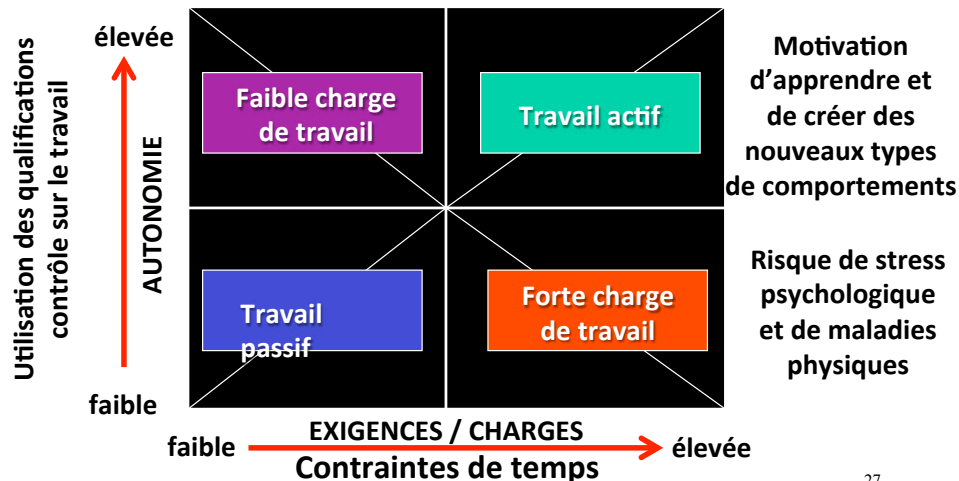 Utilisation des qualifications
contrôle sur le travail
élevée
AUTONOMIE
faible
Faible charge
de travail
Travail actif
Travail
passif
Forte charge
de travail
Motivation
d’apprendre et
de créer des
nouveaux types
de comportements
Risque de stress
psychologique
et de maladies
physiques
faible
EXIGENCES / CHARGES
élevée
Contraintes de temps
27